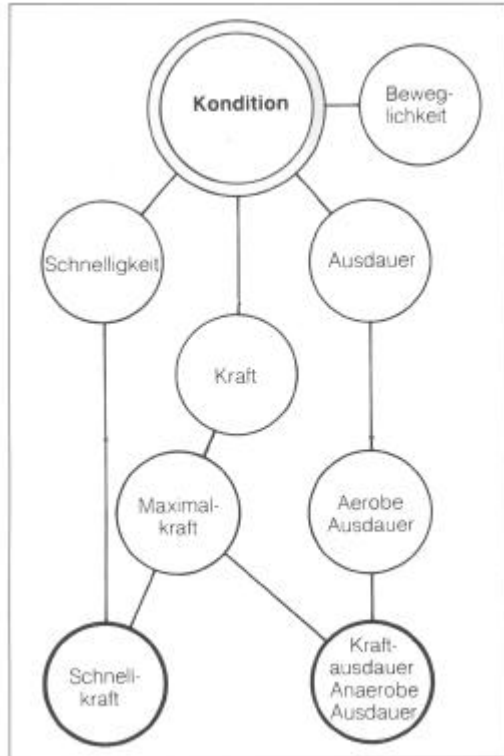 Kondition
Beweg-
lichkeit
Schnelligkeit
Ausdauer
Kraft
Maximal-
kraft
Aerobe
Ausdauer
Schnell-
kraft
Kraft-
ausdauer
Anaerobe
Ausdauer